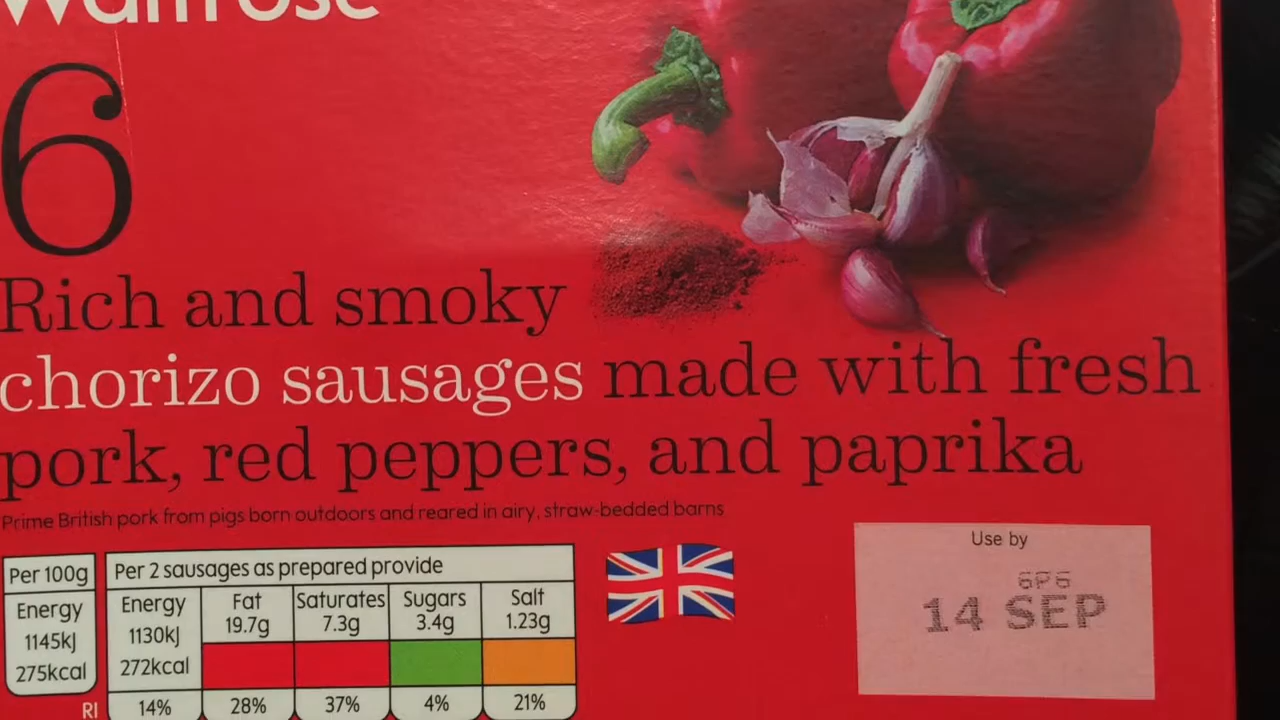 Waitrose
6
Rich and smoky
chorizo sausages made with fresh
pork, red peppers, and paprika
Prime British pork from pigs born outdoors and reared in airy, straw-bedded barns
Per 100g
Energy
1145kJ
275kcal
Per 2 sausages as prepared provide
Energy
1130kJ
272kcal
Fat
19.7g
Saturates
7.3g
Sugars
3.4g
Salt
1.23g
RI
14%
28%
37%
4%
21%
Use by
6P6
14 SEP